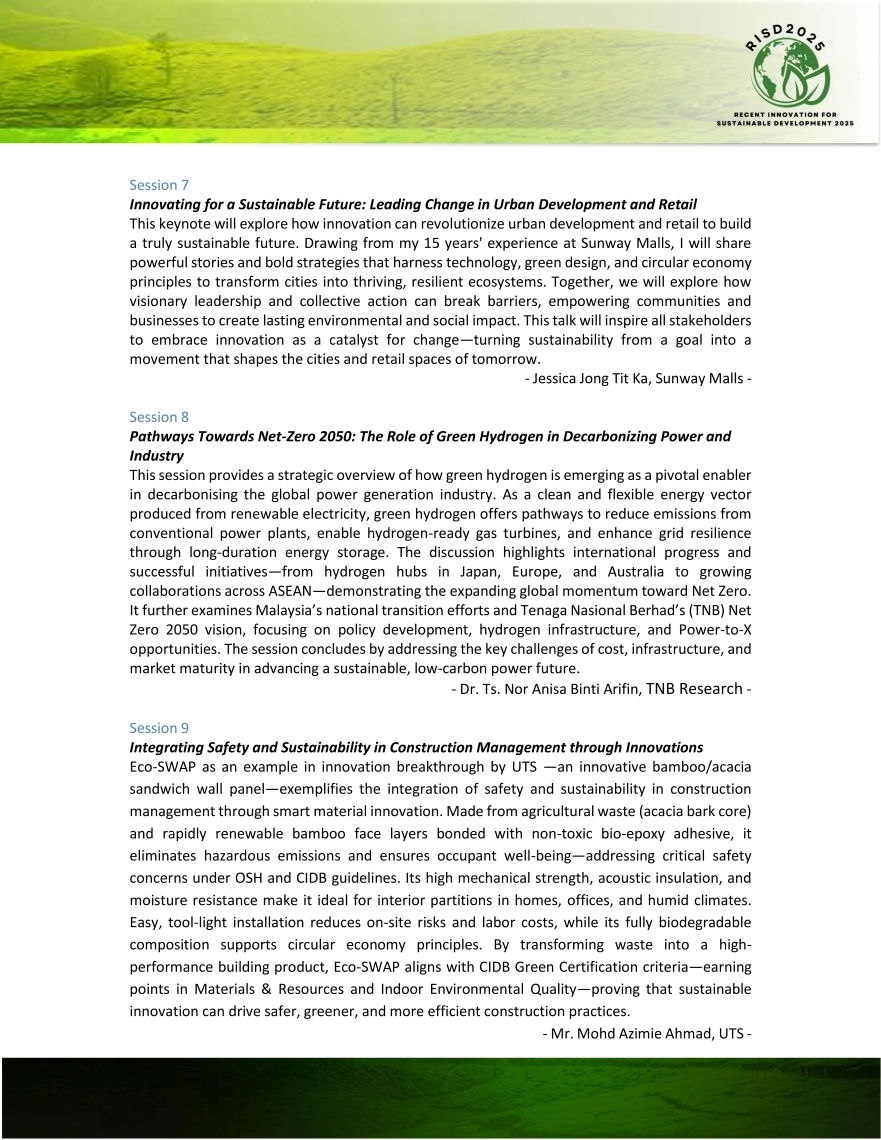 RISD2025
RECENT INNOVATION FOR
SUSTAINABLE DEVELOPMENT 2025
Session 7
Innovating for a Sustainable Future: Leading Change in Urban Development and Retail
This keynote will explore how innovation can revolutionize urban development and retail to build
a truly sustainable future. Drawing from my 15 years' experience at Sunway Malls, I will share
powerful stories and bold strategies that harness technology, green design, and circular economy
principles to transform cities into thriving, resilient ecosystems. Together, we will explore how
visionary leadership and collective action can break barriers, empowering communities and
businesses to create lasting environmental and social impact. This talk will inspire all stakeholders
to embrace innovation as a catalyst for change—turning sustainability from a goal into a
movement that shapes the cities and retail spaces of tomorrow.
- Jessica Jong Tit Ka, Sunway Malls -
Session 8
Pathways Towards Net-Zero 2050: The Role of Green Hydrogen in Decarbonizing Power and
Industry
This session provides a strategic overview of how green hydrogen is emerging as a pivotal enabler
in decarbonising the global power generation industry. As a clean and flexible energy vector
produced from renewable electricity, green hydrogen offers pathways to reduce emissions from
conventional power plants, enable hydrogen-ready gas turbines, and enhance grid resilience
through long-duration energy storage. The discussion highlights international progress and
successful initiatives—from hydrogen hubs in Japan, Europe, and Australia to growing
collaborations across ASEAN—demonstrating the expanding global momentum toward Net Zero.
It further examines Malaysia’s national transition efforts and Tenaga Nasional Berhad’s (TNB) Net
Zero 2050 vision, focusing on policy development, hydrogen infrastructure, and Power-to-X
opportunities. The session concludes by addressing the key challenges of cost, infrastructure, and
market maturity in advancing a sustainable, low-carbon power future.
- Dr. Ts. Nor Anisa Binti Arifin, TNB Research -
Session 9
Integrating Safety and Sustainability in Construction Management through Innovations
Eco-SWAP as an example in innovation breakthrough by UTS —an innovative bamboo/acacia
sandwich wall panel—exemplifies the integration of safety and sustainability in construction
management through smart material innovation. Made from agricultural waste (acacia bark core)
and rapidly renewable bamboo face layers bonded with non-toxic bio-epoxy adhesive, it
eliminates hazardous emissions and ensures occupant well-being—addressing critical safety
concerns under OSH and CIDB guidelines. Its high mechanical strength, acoustic insulation, and
moisture resistance make it ideal for interior partitions in homes, offices, and humid climates.
Easy, tool-light installation reduces on-site risks and labor costs, while its fully biodegradable
composition supports circular economy principles. By transforming waste into a high-
performance building product, Eco-SWAP aligns with CIDB Green Certification criteria—earning
points in Materials & Resources and Indoor Environmental Quality—proving that sustainable
innovation can drive safer, greener, and more efficient construction practices.
- Mr. Mohd Azimie Ahmad, UTS -